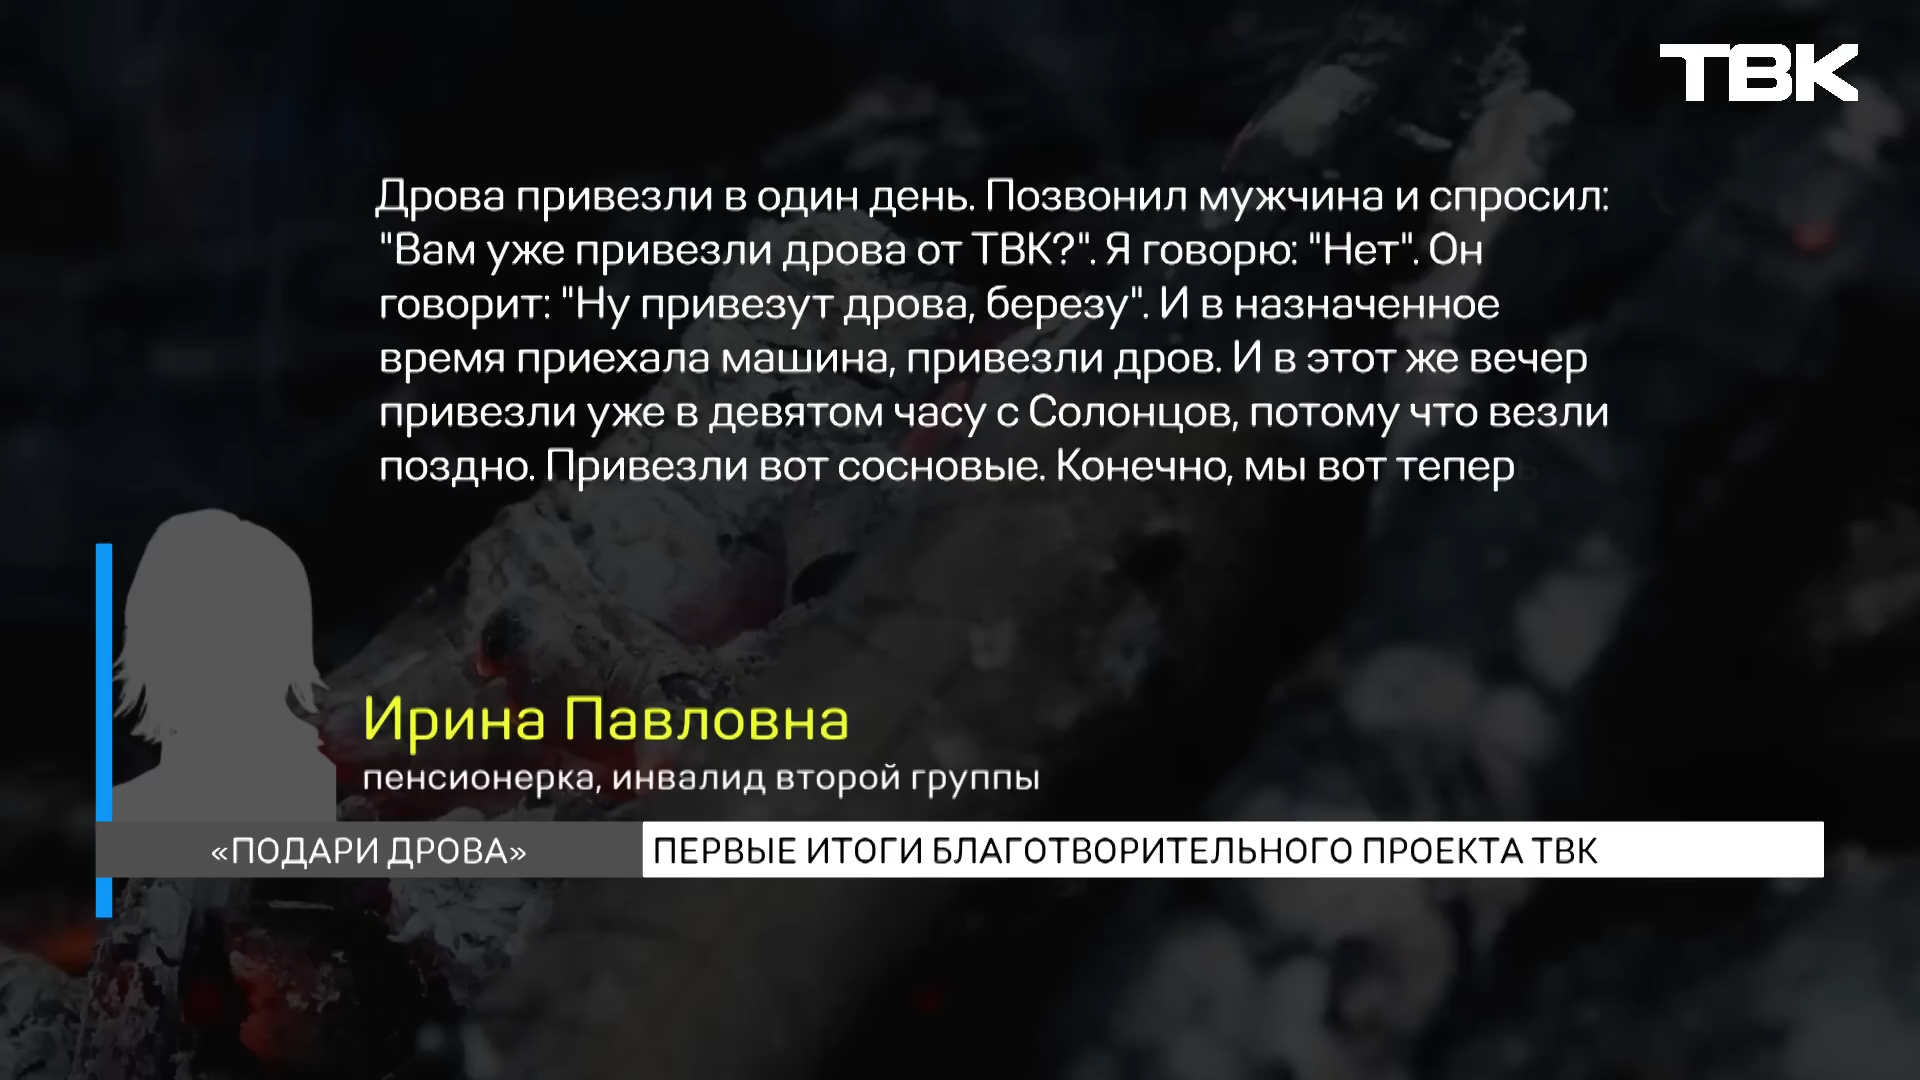 ТВК
Дрова привезли в один день. Позвонил мужчина и спросил:
"Вам уже привезли дрова от ТВК?". Я говорю: "Нет". Он
говорит: "Ну привезут дрова, березу". И в назначенное
время приехала машина, привезли дров. И в этот же вечер
привезли уже в девятом часу с Солонцов, потому что везли
поздно. Привезли вот сосновые. Конечно, мы вот теперь
Ирина Павловна
пенсионерка, инвалид второй группы
«ПОДАРИ ДРОВА»
ПЕРВЫЕ ИТОГИ БЛАГОТВОРИТЕЛЬНОГО ПРОЕКТА ТВК